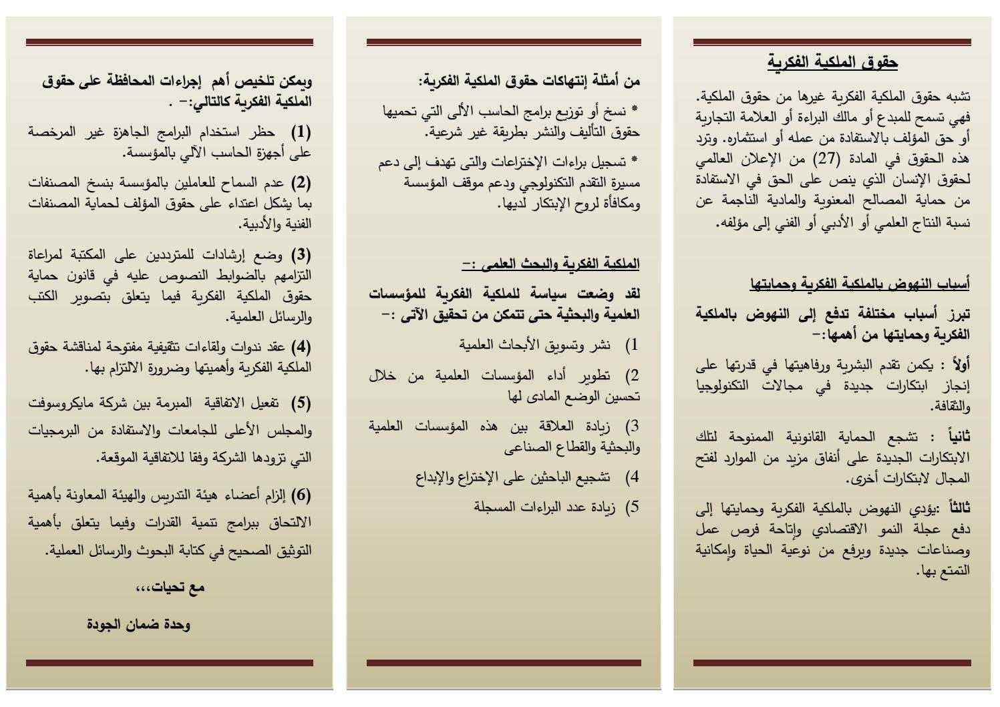 حقوق الملكية الفكرية
تشبه حقوق الملكية الفكرية غيرها من حقوق الملكية.
فهي تسمح للمبدع أو مالك البراءة أو العلامة التجارية
أو حق المؤلف بالاستفادة من عمله أو استثماره. وترد
هذه الحقوق في المادة (27) من الإعلان العالمي
لحقوق الإنسان الذي ينص على الحق في الاستفادة
من حماية المصالح المعنوية والمادية الناجمة عن
نسبة النتاج العلمي أو الأدبي أو الفني إلى مؤلفه.
أسباب النهوض بالملكية الفكرية وحمايتها
تبرز أسباب مختلفة تدفع إلى النهوض بالملكية
الفكرية وحمايتها من أهمها:-
أولاً : يكمن تقدم البشرية ورفاهيتها في قدرتها على
إنجاز ابتكارات جديدة في مجالات التكنولوجيا
والثقافة.
ثانياً : تشجع الحماية القانونية الممنوحة لتلك
الابتكارات الجديدة على أنفاق مزيد من الموارد لفتح
المجال لابتكارات أخرى.
ثالثاً :يؤدي النهوض بالملكية الفكرية وحمايتها إلى
دفع عجلة النمو الاقتصادي وإتاحة فرص عمل
وصناعات جديدة ويرفع من نوعية الحياة وإمكانية
التمتع بها.
من أمثلة إنتهاكات حقوق الملكية الفكرية:
* نسخ أو توزيع برامج الحاسب الألى التي تحميها
حقوق التأليف والنشر بطريقة غير شرعية.
* تسجيل براءات الإختراعات والتى تهدف إلى دعم
مسيرة التقدم التكنولوجي ودعم موقف المؤسسة
ومكافأة لروح الإبتكار لديها.
الملكية الفكرية والبحث العلمى :-
لقد وضعت سياسة للملكية الفكرية للمؤسسات
العلمية والبحثية حتى تتمكن من تحقيق الآتى :-
1) نشر وتسويق الأبحاث العلمية
2) تطوير أداء المؤسسات العلمية من خلال
تحسين الوضع المادى لها
3) زيادة العلاقة بين هذه المؤسسات العلمية
والبحثية والقطاع الصناعى
4) تشجيع الباحثين على الإختراع والإبداع
5) زيادة عدد البراءات المسجلة
ويمكن تلخيص أهم إجراءات المحافظة على حقوق
الملكية الفكرية كالتالي:- .
(1) حظر استخدام البرامج الجاهزة غير المرخصة
على أجهزة الحاسب الآلي بالمؤسسة.
(2) عدم السماح للعاملين بالمؤسسة بنسخ المصنفات
بما يشكل اعتداء على حقوق المؤلف لحماية المصنفات
الفنية والأدبية.
(3) وضع إرشادات للمترددين على المكتبة لمراعاة
التزامهم بالضوابط النصوص عليه في قانون حماية
حقوق الملكية الفكرية فيما يتعلق بتصوير الكتب
والرسائل العلمية.
(4) عقد ندوات ولقاءات تثقيفية مفتوحة لمناقشة حقوق
الملكية الفكرية وأهميتها وضرورة الالتزام بها.
(5) تفعيل الاتفاقية المبرمة بين شركة مايكروسوفت
والمجلس الأعلى للجامعات والاستفادة من البرمجيات
التي تزودها الشركة وفقا للاتفاقية الموقعة.
(6) إلزام أعضاء هيئة التدريس والهيئة المعاونة بأهمية
الالتحاق ببرامج تنمية القدرات وفيما يتعلق بأهمية
التوثيق الصحيح في كتابة البحوث والرسائل العملية.
مع تحيات،،،
وحدة ضمان الجودة